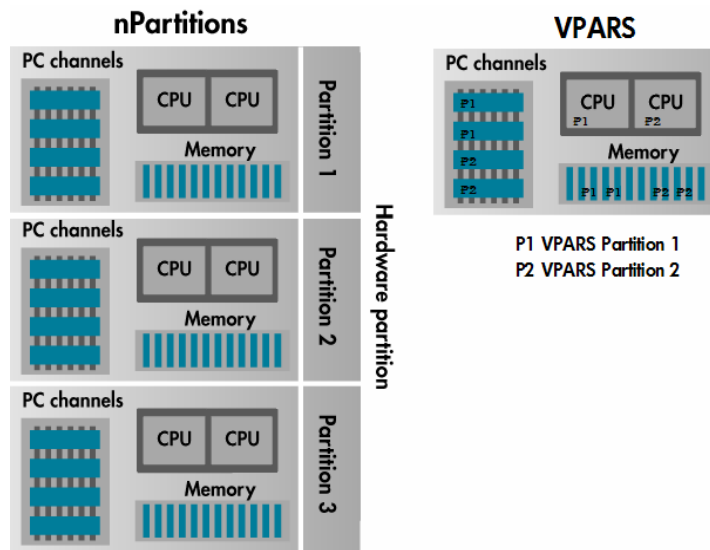 nPartitions
PC channels
CPU CPU
Memory
Partition 1
PC channels
CPU CPU
Memory
Partition 2
PC channels
CPU CPU
Memory
Partition 3
Hardware partition
VPARS
PC channels
P1
P1
P2
P2
CPU CPU
P1 P2
Memory
P1 P1 P2 P2
P1 VPARS Partition 1
P2 VPARS Partition 2